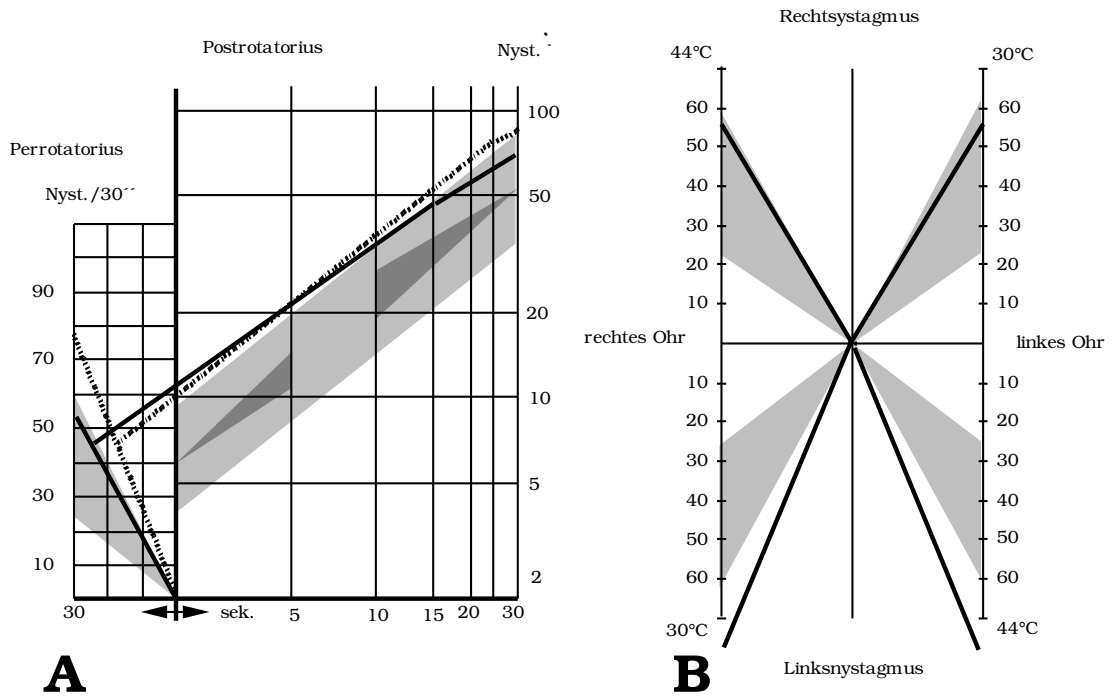 Postrotatorius
Nyst.
Perrotatorius
Nyst./30´´
100
50
20
10
5
2
90
70
50
30
10
30
sek.
5
10
15
20
30
A
Rechtsystagmus
44°C
30°C
60
50
40
30
20
10
60
50
40
30
20
10
rechtes Ohr
linkes Ohr
10
20
30
40
50
60
10
20
30
40
50
60
30°C
44°C
Linksnystagmus
B